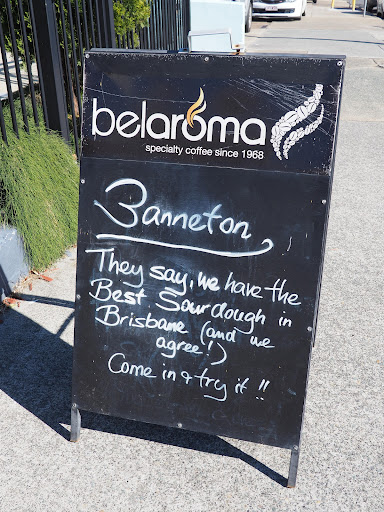 belaroma
specialty coffee since 1968
Banneton
They say, we have the
Best Sourdough in
Brisbane (and we
agree!)
Come in & try it !!